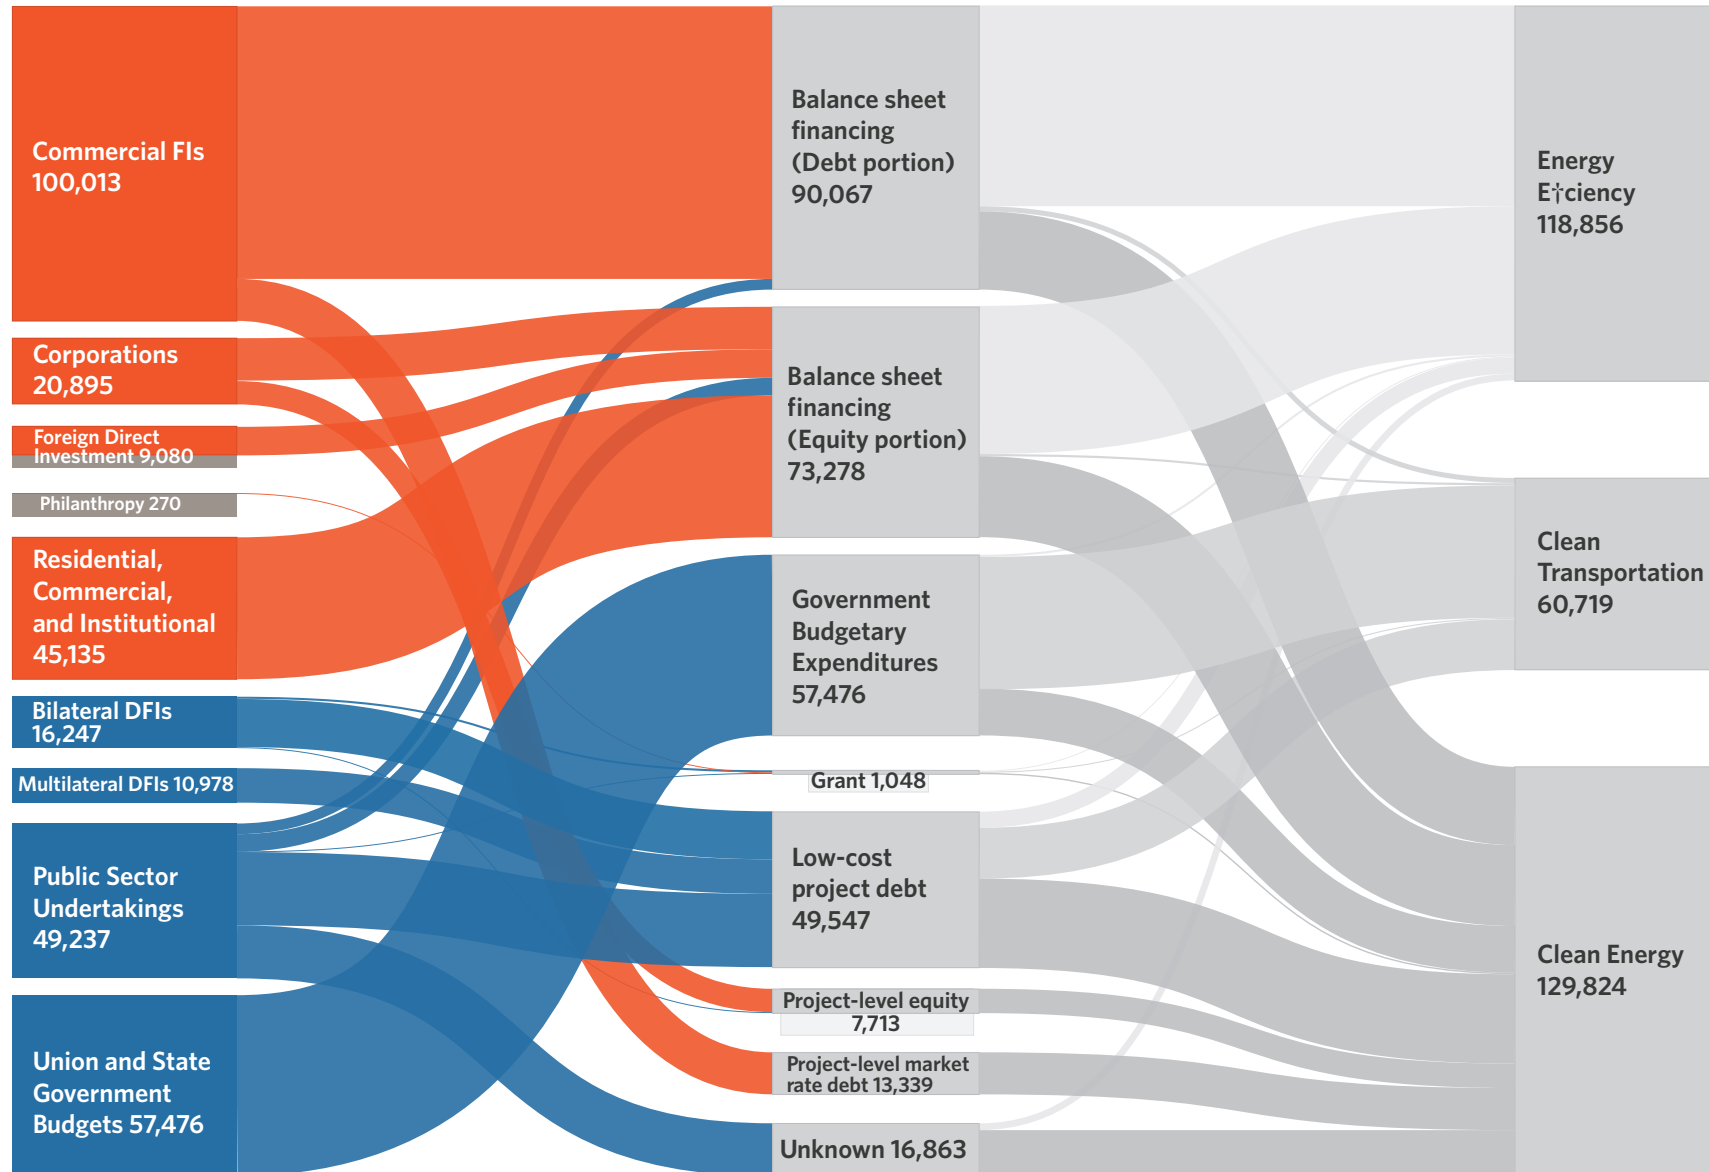 Commercial FIs
100,013
Corporations
20,895
Foreign Direct
Investment 9,080
Philanthropy 270
Residential,
Commercial,
and Institutional
45,135
Bilateral DFIs
16,247
Multilateral DFIs 10,978
Public Sector
Undertakings
49,237
Union and State
Government
Budgets 57,476
Balance sheet
financing
(Debt portion)
90,067
Balance sheet
financing
(Equity portion)
73,278
Government
Budgetary
Expenditures
57,476
Grant 1,048
Low-cost
project debt
49,547
Project-level equity
7,713
Project-level market
rate debt 13,339
Unknown 16,863
Energy
E†ciency
118,856
Clean
Transportation
60,719
Clean Energy
129,824